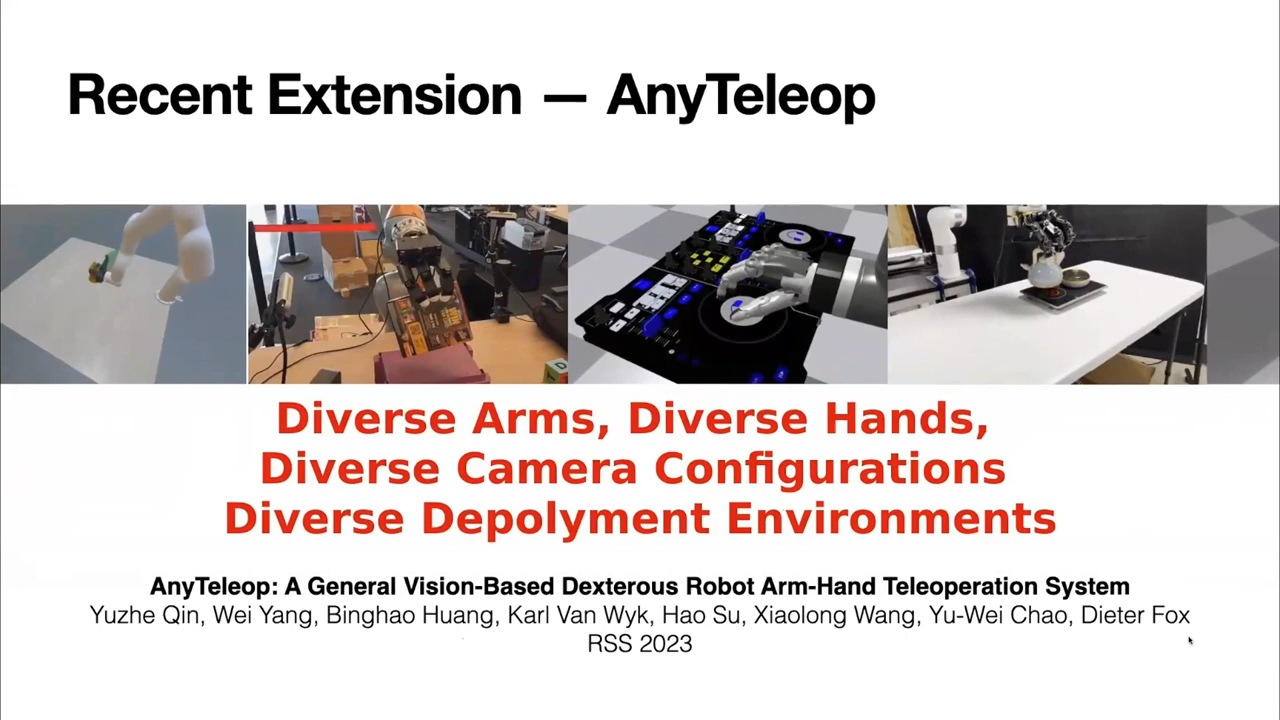 Recent Extension — AnyTeleop
Diverse Arms, Diverse Hands,
Diverse Camera Configurations
Diverse Depolyment Environments
AnyTeleop: A General Vision-Based Dexterous Robot Arm-Hand Teleoperation System
Yuzhe Qin, Wei Yang, Binghao Huang, Karl Van Wyk, Hao Su, Xiaolong Wang, Yu-Wei Chao, Dieter Fox
RSS 2023